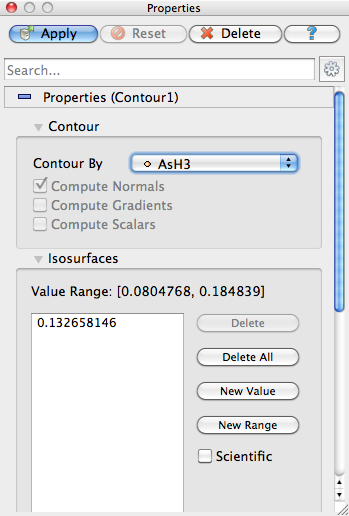 Properties
Apply Reset Delete ?
Search...
Properties (Contour1)
Contour
Contour By AsH3
Compute Normals
Compute Gradients
Compute Scalars
Isosurfaces
Value Range: [0.0804768, 0.184839]
0.132658146 Delete
Delete All
New Value
New Range
Scientific